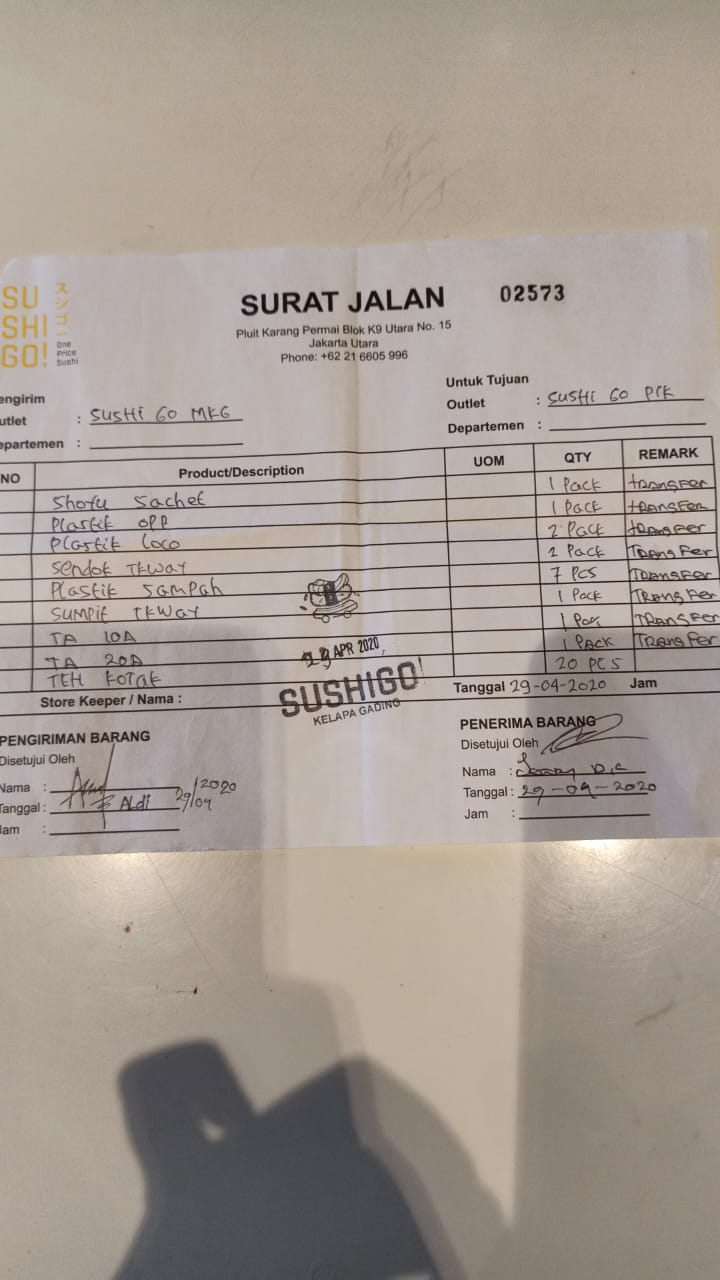 SU
SHI
GO!
スシゴー
One
Price
Sushi
SURAT JALAN 02573
Pluit Karang Permai Blok K9 Utara No. 15
Jakarta Utara
Phone: +62 21 6605 996
engirim Untuk Tujuan
utlet : SUSHI GO MKG Outlet : SUSHI GO PIK
epartemen : Departemen :
NO Product/Description UOM QTY REMARK
Shoyu Sachet 1 Pack TRANSFER
Plastik OPP 1 Pack TRANSFER
Plastik Loco 2 Pack TRANSFER
Sendok TKWAY 2 Pack TRANSFER
Plastik Sampah 7 PCS TRANSFER
SUMPIT TKWAY 1 Pack TRANSFER
TA 10A 1 Pack TRANSFER
TA 20A 1 PACK TRANSFER
TEH KOTAK 20 PCS
29 APR 2020
SUSHIGO!
KELAPA GADING
Store Keeper / Nama : Tanggal 29-04-2020 Jam
PENGIRIMAN BARANG PENERIMA BARANG
Disetujui Oleh Disetujui Oleh
Nama : Nama :
Tanggal : ALdi 29/04/2020 Tanggal : 29-04-2020
Jam : Jam :